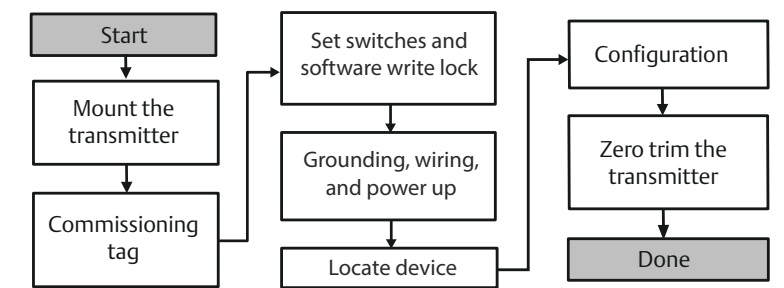 Start
Mount the
transmitter
Commissioning
tag
Set switches and
software write lock
Grounding, wiring,
and power up
Locate device
Configuration
Zero trim the
transmitter
Done